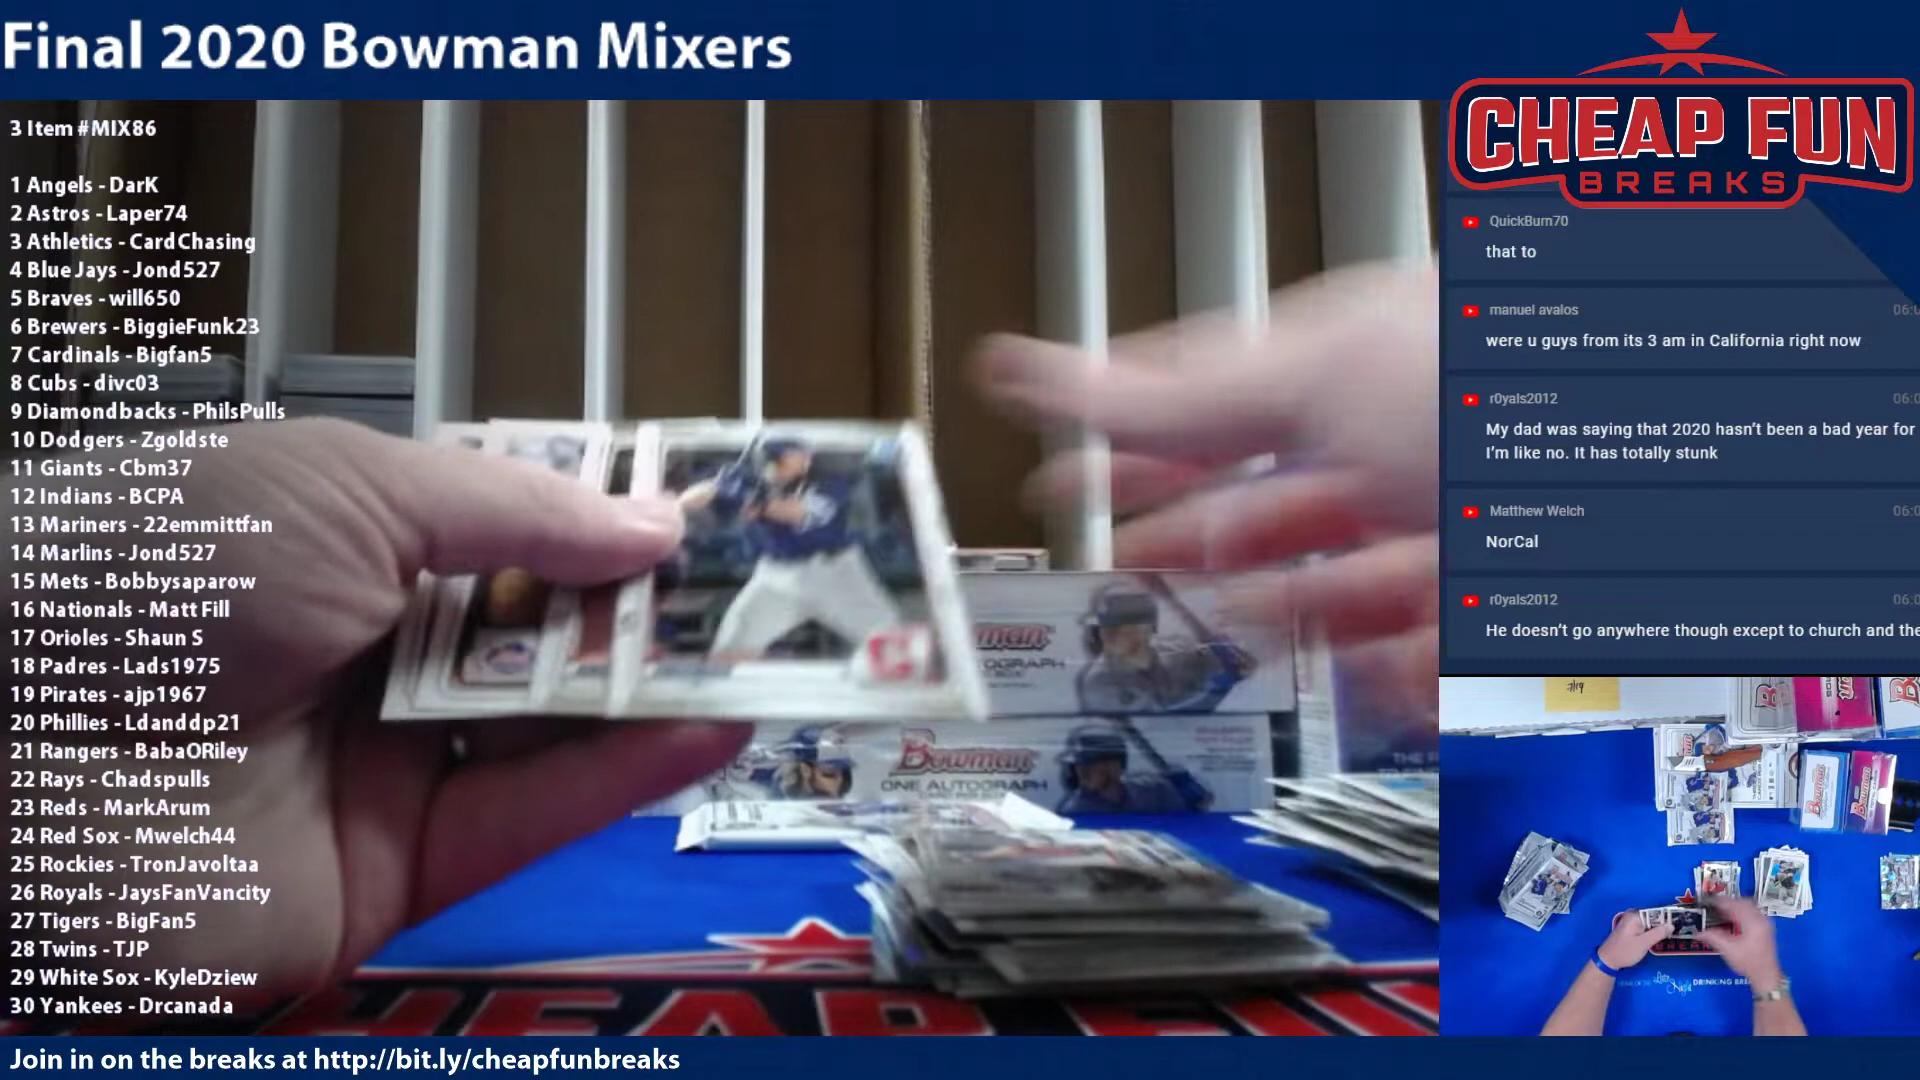 Final 2020 Bowman Mixers
3 Item #MIX86
1 Angels - DarK
2 Astros - Laper74
3 Athletics - CardChasing
4 Blue Jays - Jond527
5 Braves - will650
6 Brewers - BiggieFunk23
7 Cardinals - Bigfan5
8 Cubs - divc03
9 Diamondbacks - PhilsPulls
10 Dodgers - Zgoldste
11 Giants - Cbm37
12 Indians - BCPA
13 Mariners - 22emmittfan
14 Marlins - Jond527
15 Mets - Bobbysaparow
16 Nationals - Matt Fill
17 Orioles - Shaun S
18 Padres - Lads1975
19 Pirates - ajp1967
20 Phillies - Ldanddp21
21 Rangers - BabaORiley
22 Rays - Chadspulls
23 Reds - MarkArum
24 Red Sox - Mwelch44
25 Rockies - TronJavoltaa
26 Royals - JaysFanVancity
27 Tigers - BigFan5
28 Twins - TJP
29 White Sox - KyleDziew
30 Yankees - Drcanada
Join in on the breaks at http://bit.ly/cheapfunbreaks
CHEAP FUN
BREAKS
QuickBurn70
that to
manuel avalos 06:
were u guys from its 3 am in California right now
r0yals2012 06:
My dad was saying that 2020 hasn't been a bad year for
I'm like no. It has totally stunk
Matthew Welch 06:
NorCal
r0yals2012 06:
He doesn't go anywhere though except to church and the
Bowman
ONE AUTOGRAPH
CHEAP FUN
DRINKING